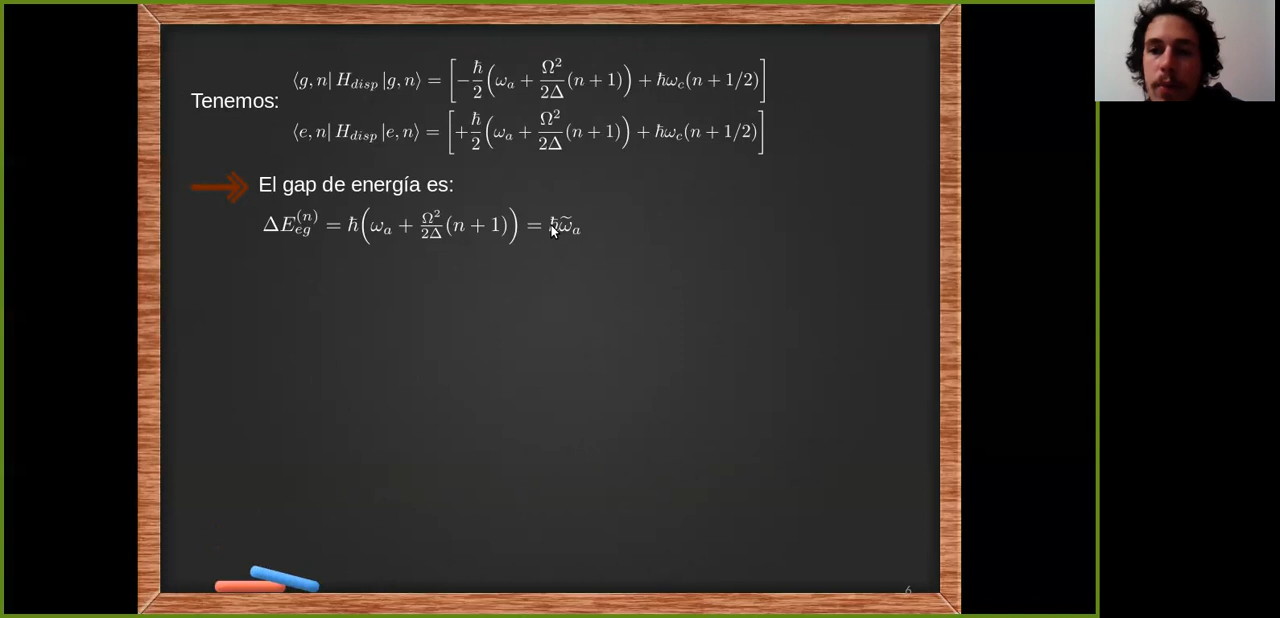 ⟨g, n| H_{disp} |g, n⟩ = [−ħ/2 (ω_a + Ω²/2Δ (n + 1)) + ħω_c(n + 1/2)]
Tenemos:
⟨e, n| H_{disp} |e, n⟩ = [+ħ/2 (ω_a + Ω²/2Δ (n + 1)) + ħω_c(n + 1/2)]
El gap de energía es:
ΔE_{eg}^{(n)} = ħ(ω_a + Ω²/2Δ (n + 1)) = ħω̃_a
6